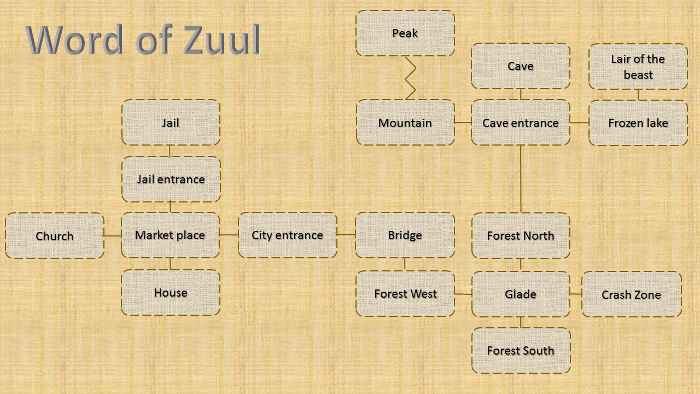 Word of Zuul
Peak
Cave
Lair of the
beast
Jail
Mountain
Cave entrance
Frozen lake
Jail entrance
Church
Market place
City entrance
Bridge
Forest North
House
Forest West
Glade
Crash Zone
Forest South